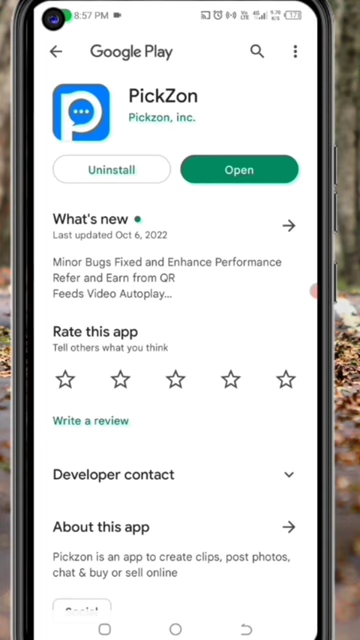 8:57 PM
Google Play
PickZon
Pickzon, inc.
Uninstall
Open
What's new
Last updated Oct 6, 2022
Minor Bugs Fixed and Enhance Performance
Refer and Earn from QR
Feeds Video Autoplay...
Rate this app
Tell others what you think
Write a review
Developer contact
About this app
Pickzon is an app to create clips, post photos,
chat & buy or sell online
Social